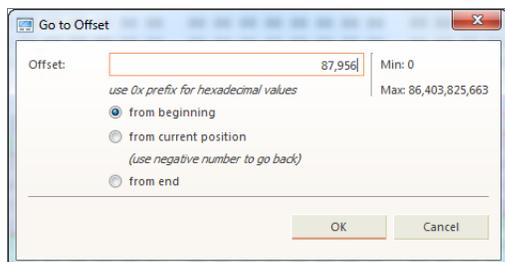 Go to Offset
Offset: 87,956 Min: 0
use 0x prefix for hexadecimal values Max: 86,403,825,663
from beginning
from current position
(use negative number to go back)
from end
OK Cancel